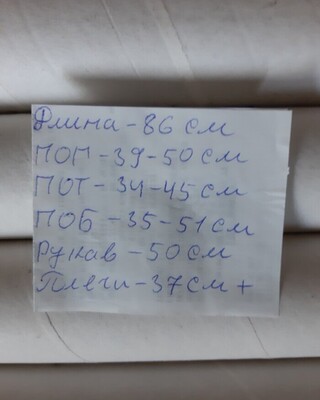 Длина - 86 см
ПОГ - 39-50 см
ПОТ - 34-45 см
ПОБ - 35-51 см
Рукав - 50 см
Плечи - 37 см +